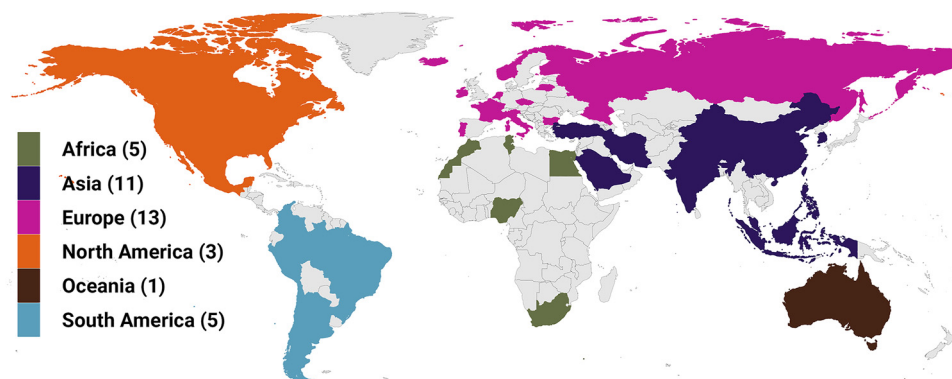 Africa (5)
Asia (11)
Europe (13)
North America (3)
Oceania (1)
South America (5)